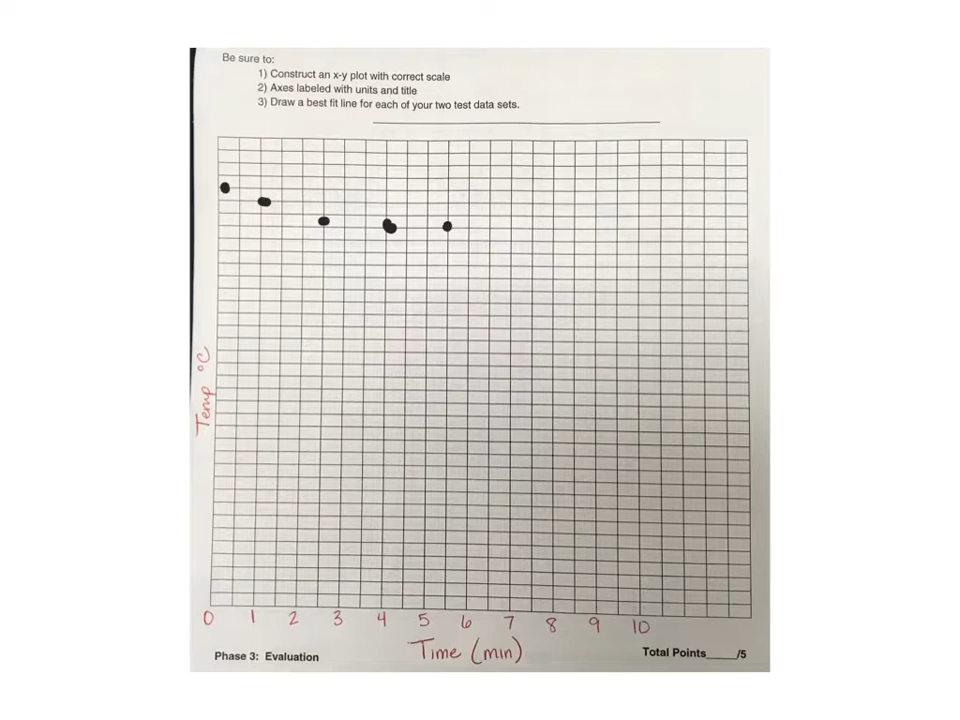 Be sure to:
1) Construct an x-y plot with correct scale
2) Axes labeled with units and title
3) Draw a best fit line for each of your two test data sets.
Temp °C
0 1 2 3 4 5 6 7 8 9 10
Time (min)
Phase 3: Evaluation
Total Points_____/5